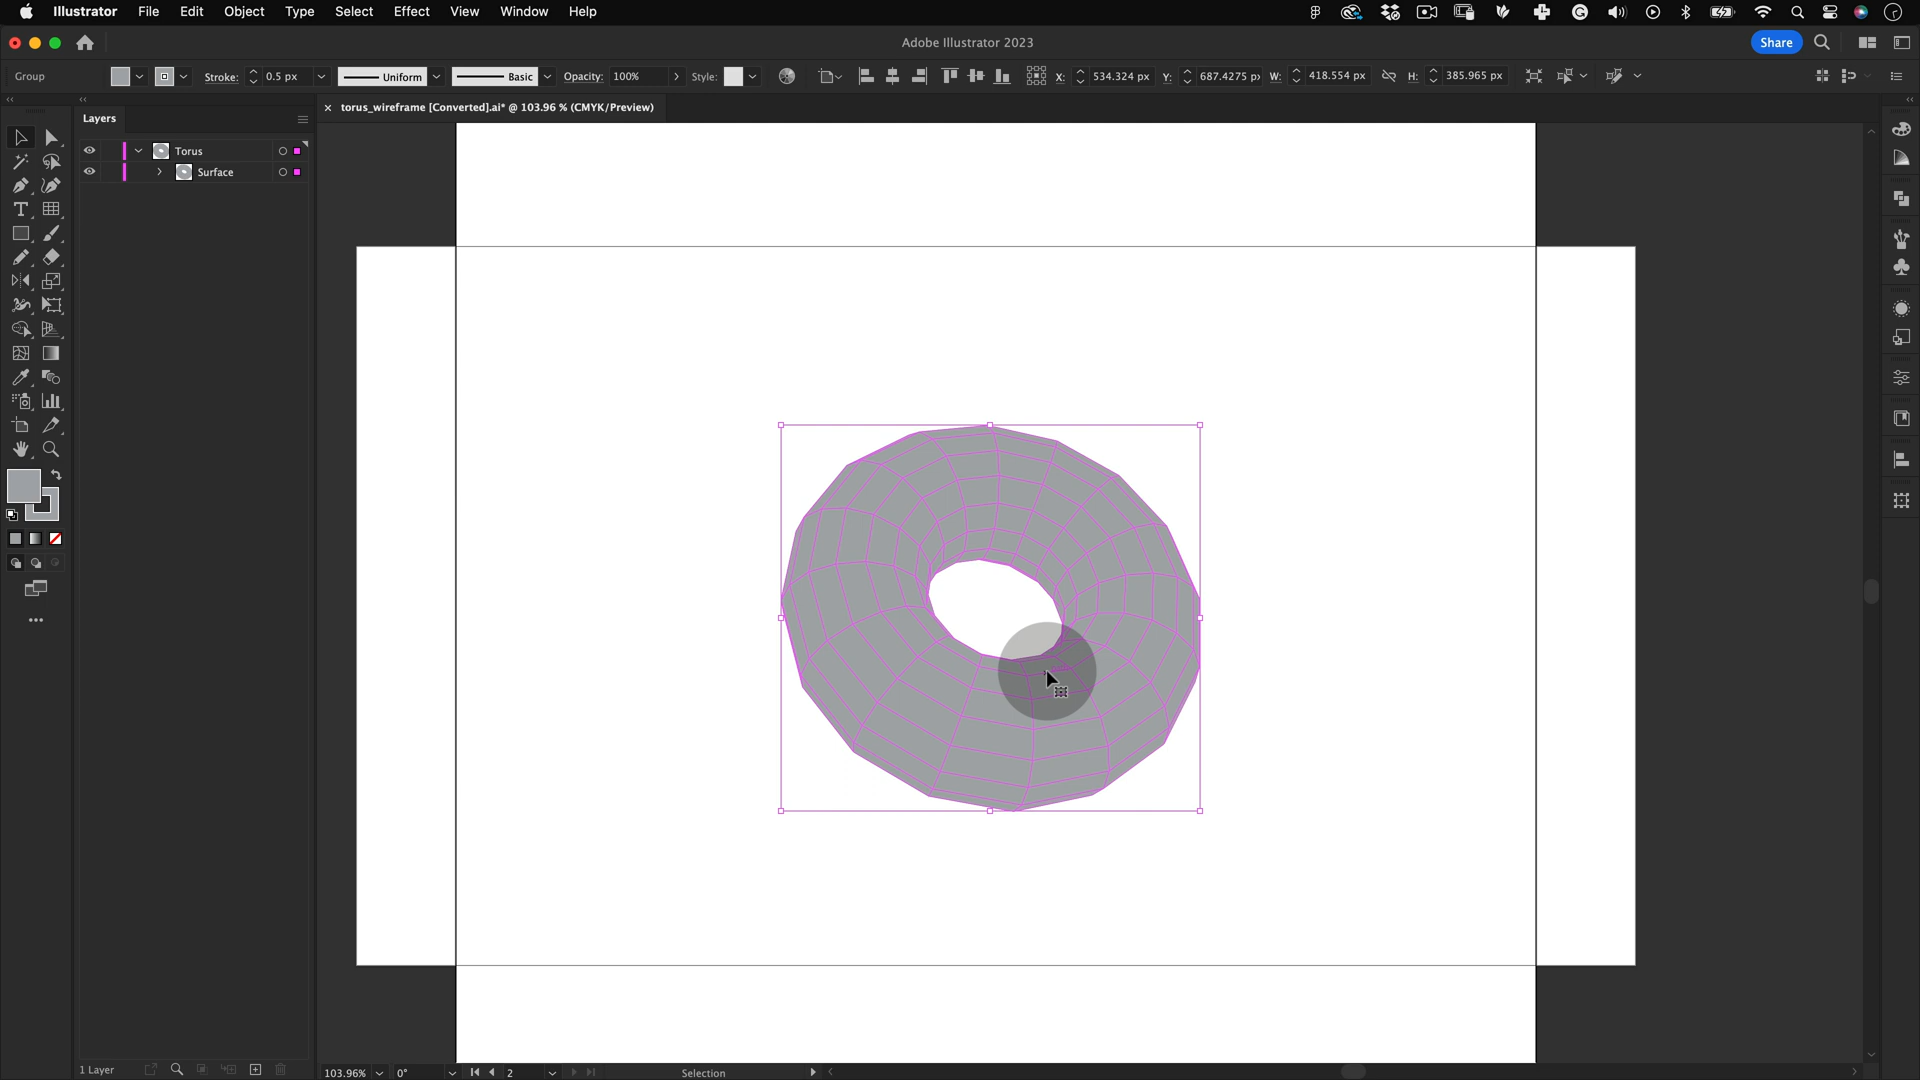 Illustrator File Edit Object Type Select Effect View Window Help
Adobe Illustrator 2023
Share
Group Stroke: 0.5 px Uniform Basic Opacity: 100% Style: X: 534.324 px Y: 687.4275 px W: 418.554 px H: 385.965 px
torus_wireframe [Converted].ai* @ 103.96 % (CMYK/Preview)
Layers
Torus
Surface
1 Layer
103.96% 0° 2 Selection